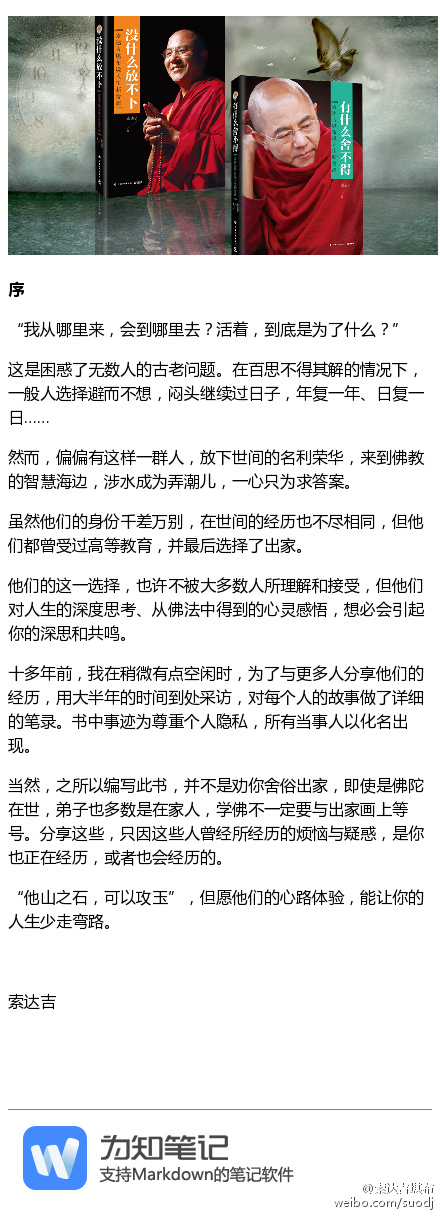 没什么放不下
没什么放不下
有什么舍不得
有什么舍不得
序
“我从哪里来，会到哪里去？活着，到底是为了什么？”
这是困惑了无数人的古老问题。在百思不得其解的情况下，
一般人选择避而不想，闷头继续过日子，年复一年、日复一
日……
然而，偏偏有这样一群人，放下世间的名利荣华，来到佛教
的智慧海边，涉水成为弄潮儿，一心只为求答案。
虽然他们的身份千差万别，在世间的经历也不尽相同，但他
们都曾受过高等教育，并最后选择了出家。
他们的这一选择，也许不被大多数人所理解和接受，但他们
对人生的深度思考、从佛法中得到的心灵感悟，想必会引起
你的深思和共鸣。
十多年前，我在稍微有点空闲时，为了与更多人分享他们的
经历，用大半年的时间到处采访，对每个人的故事做了详细
的笔录。书中事迹为尊重个人隐私，所有当事人以化名出
现。
当然，之所以编写此书，并不是劝你舍俗出家，即使是佛陀
在世，弟子也多数是在家人，学佛不一定要与出家画上等
号。分享这些，只因这些人曾经所经历的烦恼与疑惑，是你
也正在经历，或者也会经历的。
“他山之石，可以攻玉”，但愿他们的心路体验，能让你的
人生少走弯路。
索达吉
为知笔记
支持Markdown的笔记软件
@索达吉堪布
weibo.com/suodj